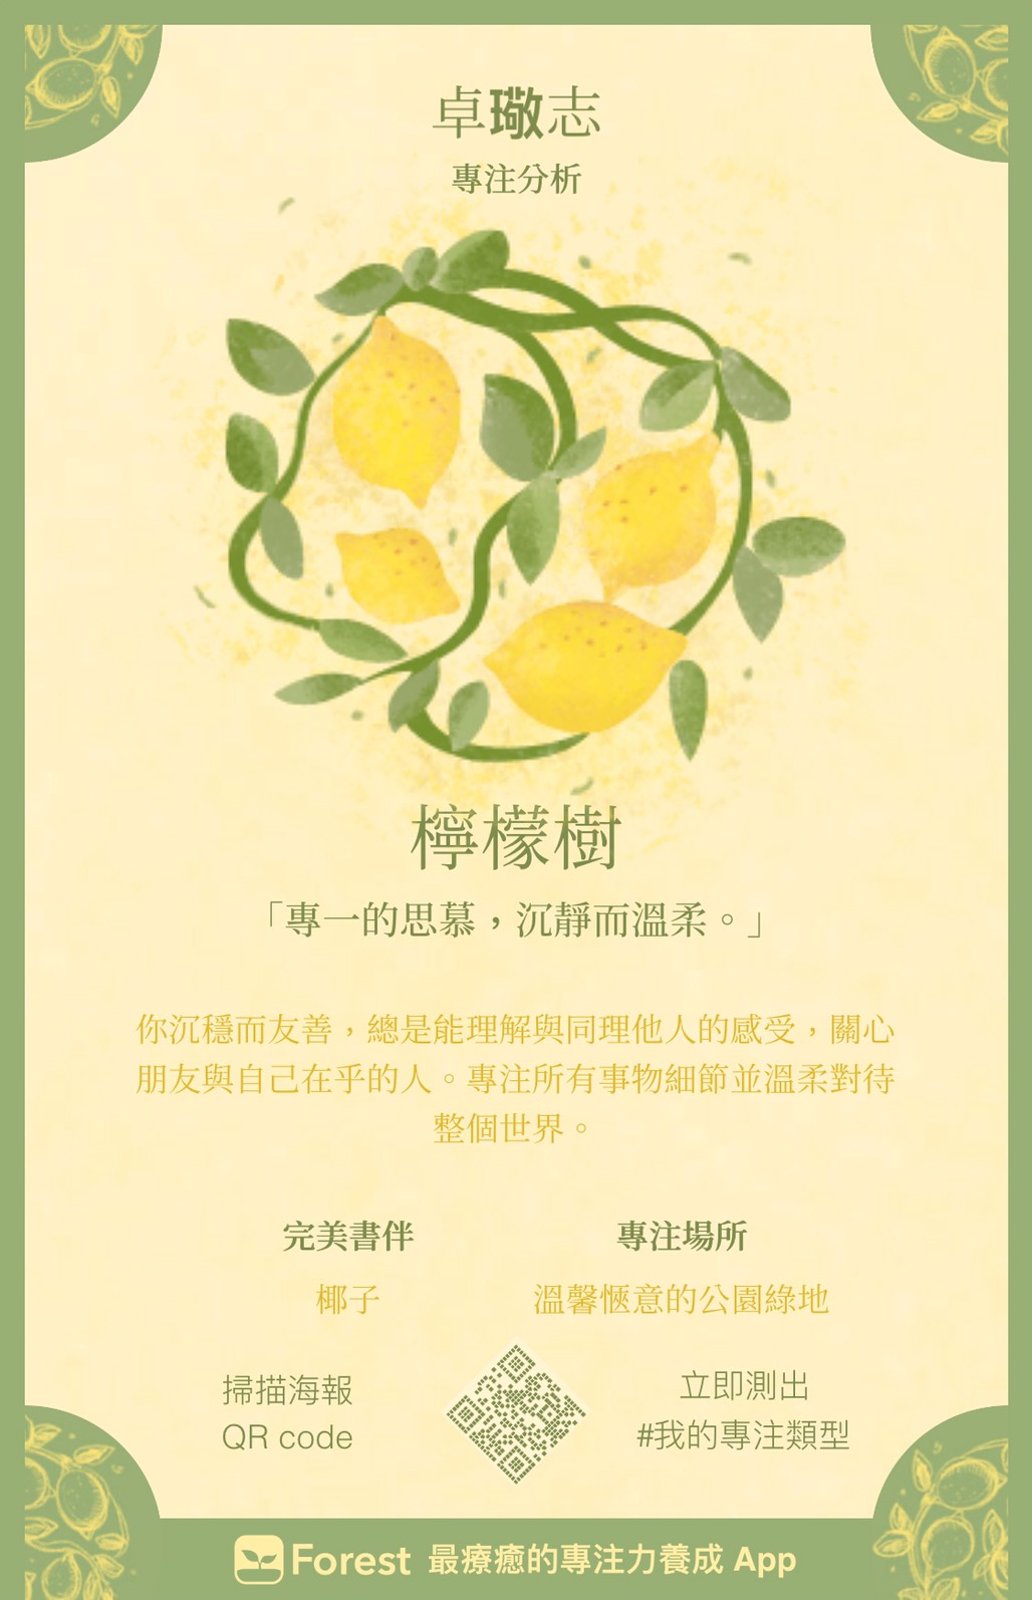 卓璥志
專注分析
檸檬樹
「專一的思慕，沉靜而溫柔。」
你沉穩而友善，總是能理解與同理他人的感受，關心
朋友與自己在乎的人。專注所有事物細節並溫柔對待
整個世界。
完美書伴
專注場所
椰子
溫馨愜意的公園綠地
掃描海報
QR code
立即測出
#我的專注類型
Forest 最療癒的專注力養成 App